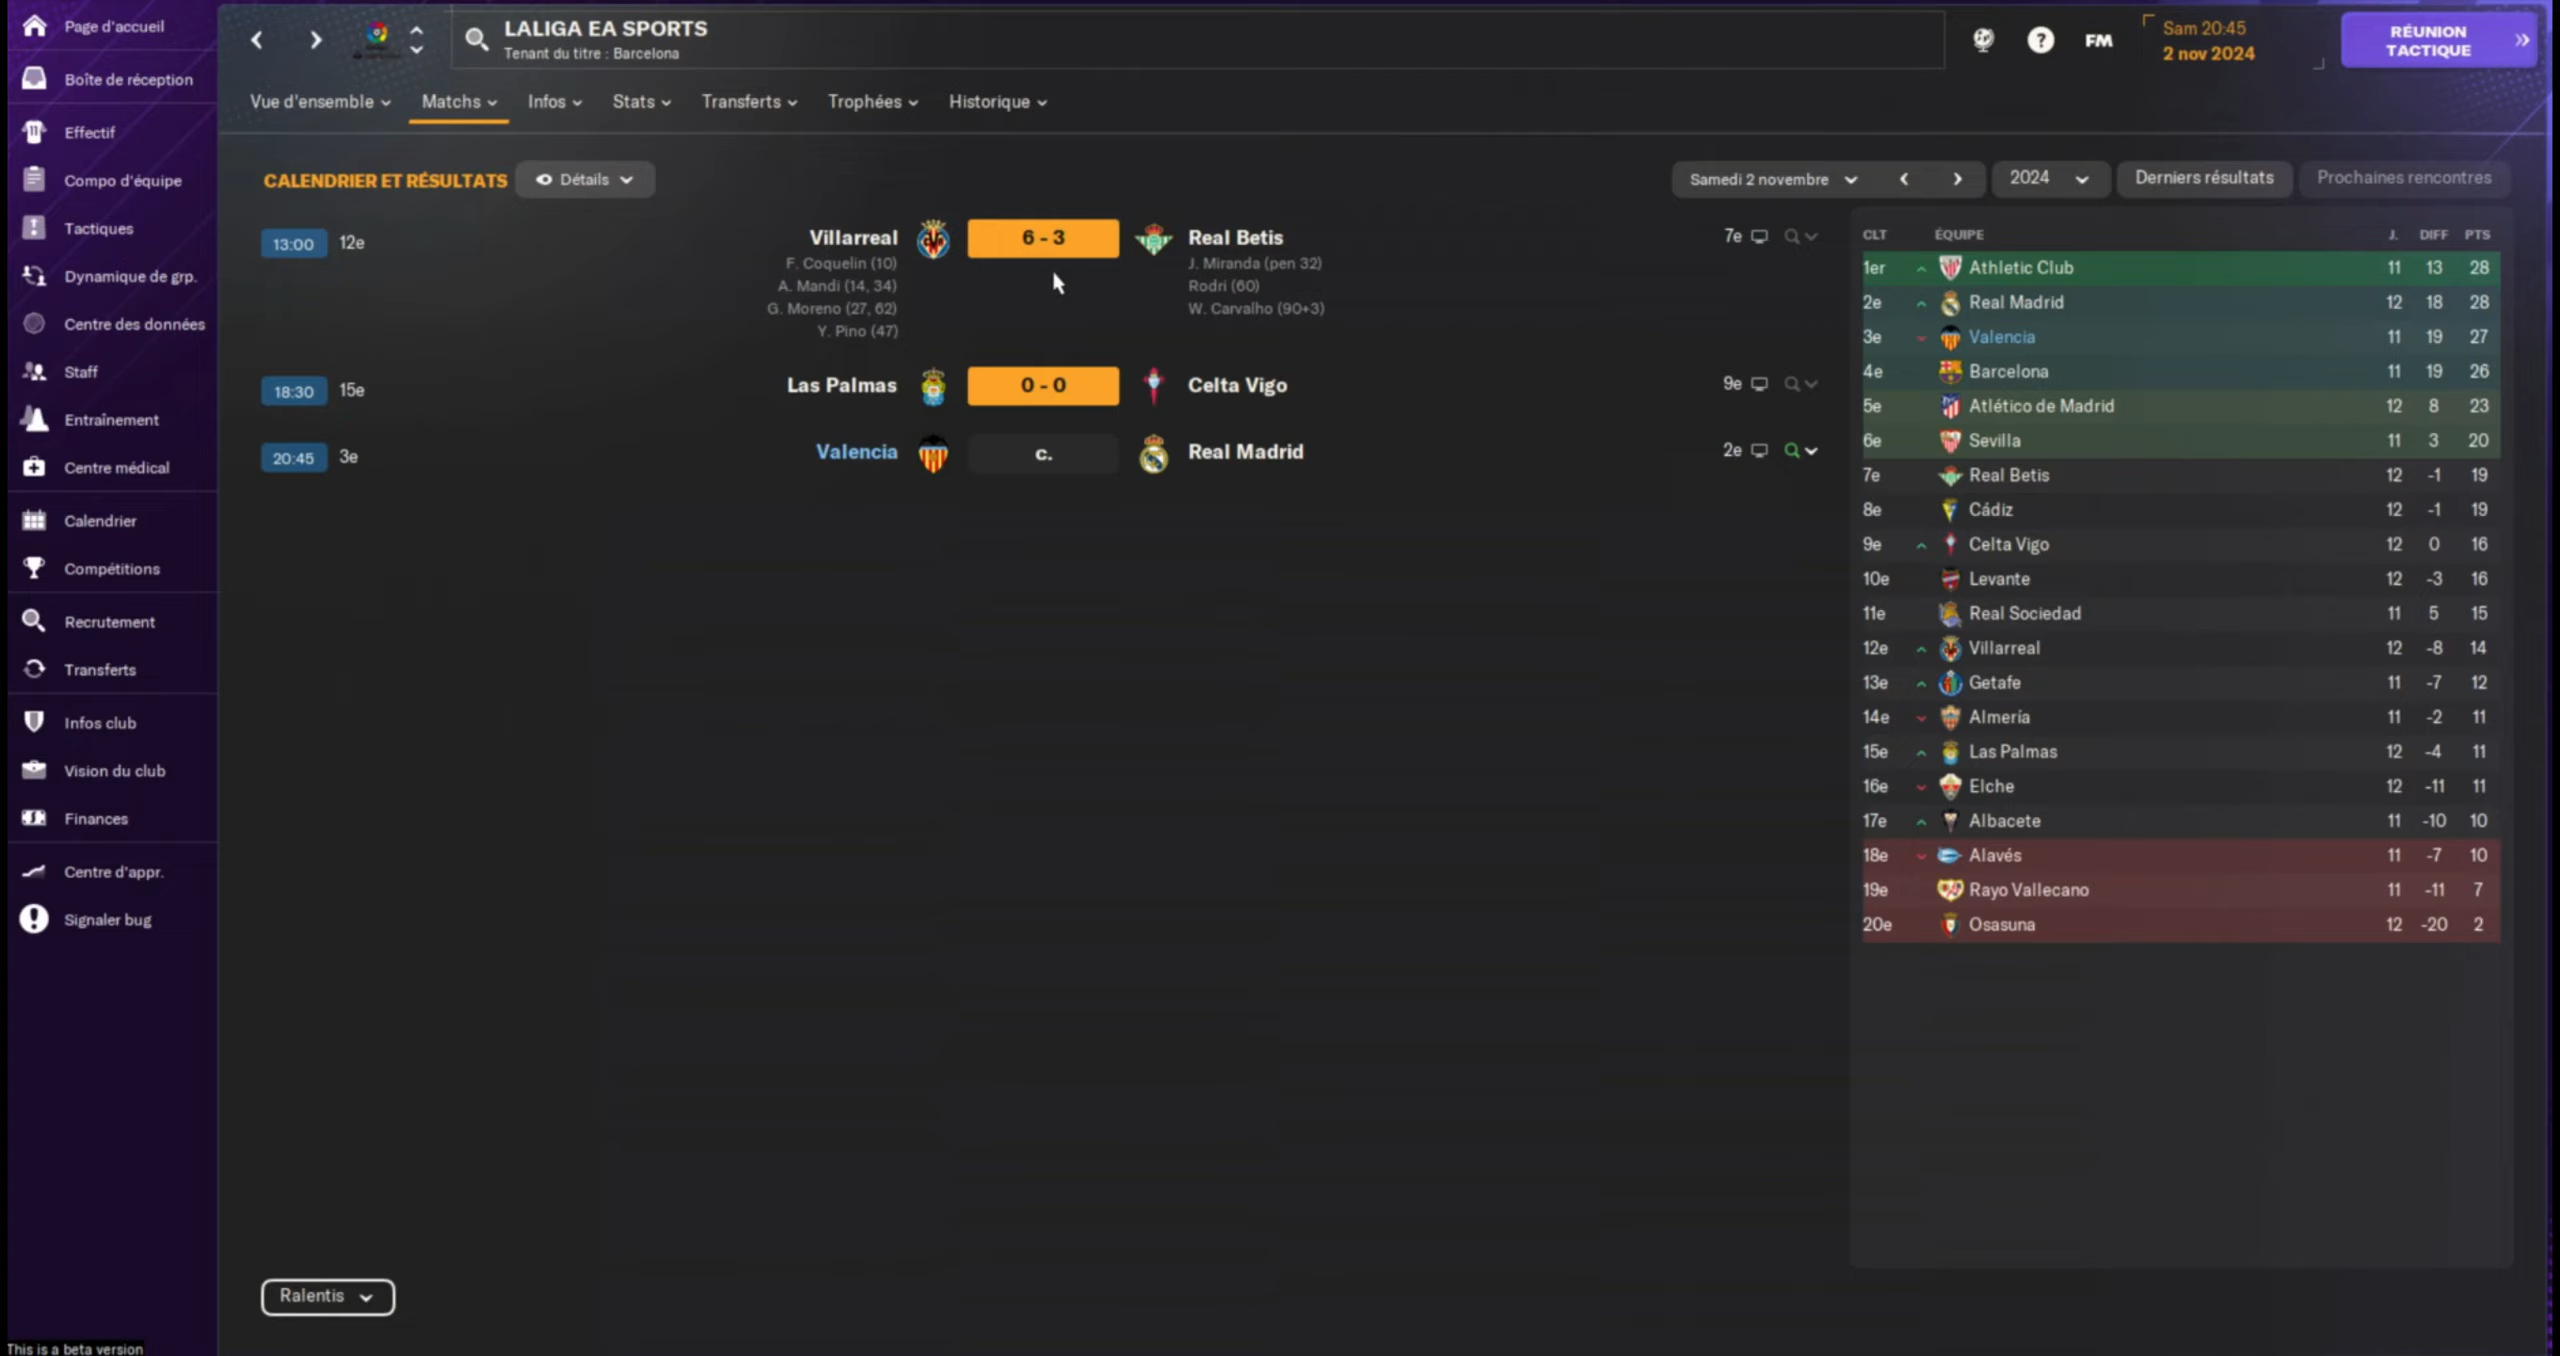 Page d'accueil
Boîte de réception
Effectif
Compo d'équipe
Tactiques
Dynamique de grp.
Centre des données
Staff
Entraînement
Centre médical
Calendrier
Compétitions
Recrutement
Transferts
Infos club
Vision du club
Finances
Centre d'appr.
Signaler bug
This is a beta version
LALIGA EA SPORTS
Tenant du titre : Barcelona
FM
Sam 20:45
2 nov 2024
RÉUNION
TACTIQUE
Vue d'ensemble Matchs Infos Stats Transferts Trophées Historique
CALENDRIER ET RÉSULTATS Détails
Samedi 2 novembre 2024 Derniers résultats Prochaines rencontres
13:00 12e Villarreal 6 - 3 Real Betis 7e
F. Coquelin (10) J. Miranda (pen 32)
A. Mandi (14, 34) Rodri (60)
G. Moreno (27, 62) W. Carvalho (90+3)
Y. Pino (47)
18:30 15e Las Palmas 0 - 0 Celta Vigo 9e
20:45 3e Valencia c. Real Madrid 2e
CLT ÉQUIPE J. DIFF PTS
1er Athletic Club 11 13 28
2e Real Madrid 12 18 28
3e Valencia 11 19 27
4e Barcelona 11 19 26
5e Atlético de Madrid 12 8 23
6e Sevilla 11 3 20
7e Real Betis 12 -1 19
8e Cádiz 12 -1 19
9e Celta Vigo 12 0 16
10e Levante 12 -3 16
11e Real Sociedad 11 5 15
12e Villarreal 12 -8 14
13e Getafe 11 -7 12
14e Almería 11 -2 11
15e Las Palmas 12 -4 11
16e Elche 12 -11 11
17e Albacete 11 -10 10
18e Alavés 11 -7 10
19e Rayo Vallecano 11 -11 7
20e Osasuna 12 -20 2
Ralentis